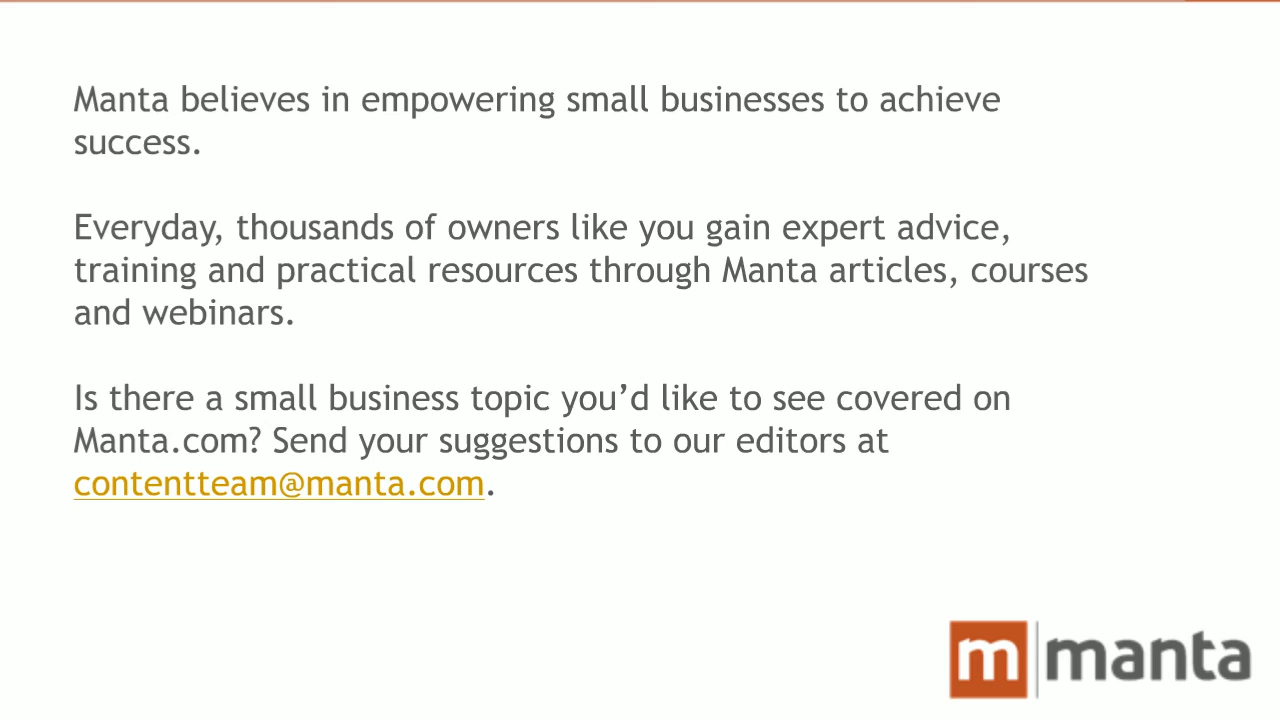 Manta believes in empowering small businesses to achieve
success.
Everyday, thousands of owners like you gain expert advice,
training and practical resources through Manta articles, courses
and webinars.
Is there a small business topic you’d like to see covered on
Manta.com? Send your suggestions to our editors at
contentteam@manta.com.
m manta